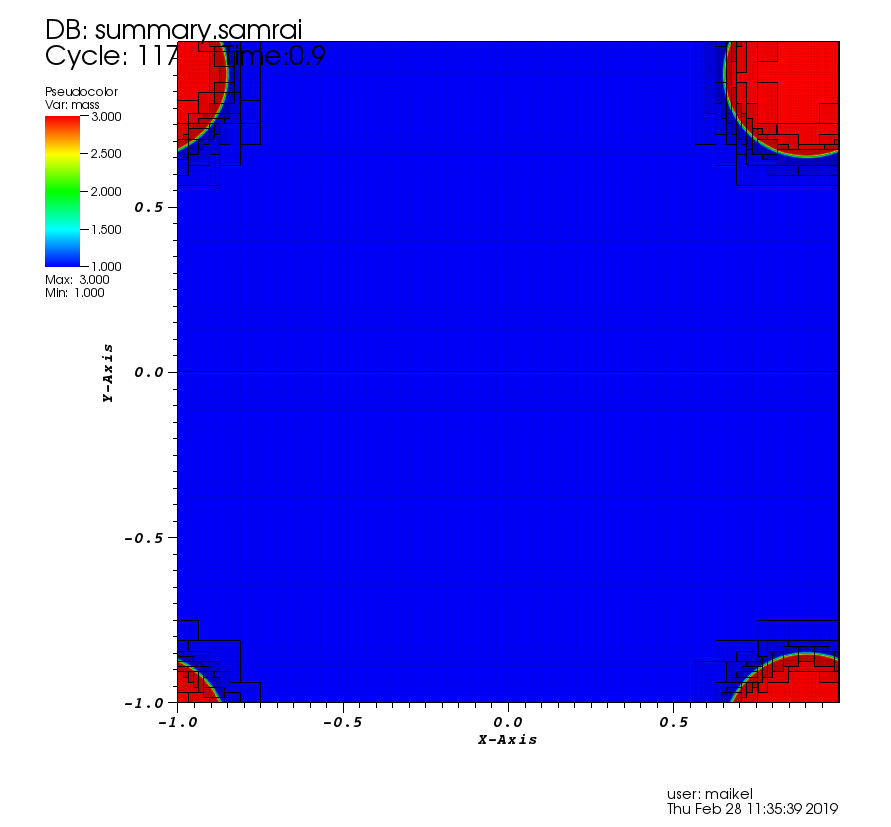 DB: summary.samrai
Cycle: 117 ime:0.9
Pseudocolor
Var: mass
3.000
2.500
2.000
1.500
1.000
Max: 3.000
Min: 1.000
0.5
0.0
-0.5
-1.0
Y-Axis
-1.0 -0.5 0.0 0.5
X-Axis
user: maikel
Thu Feb 28 11:35:39 2019